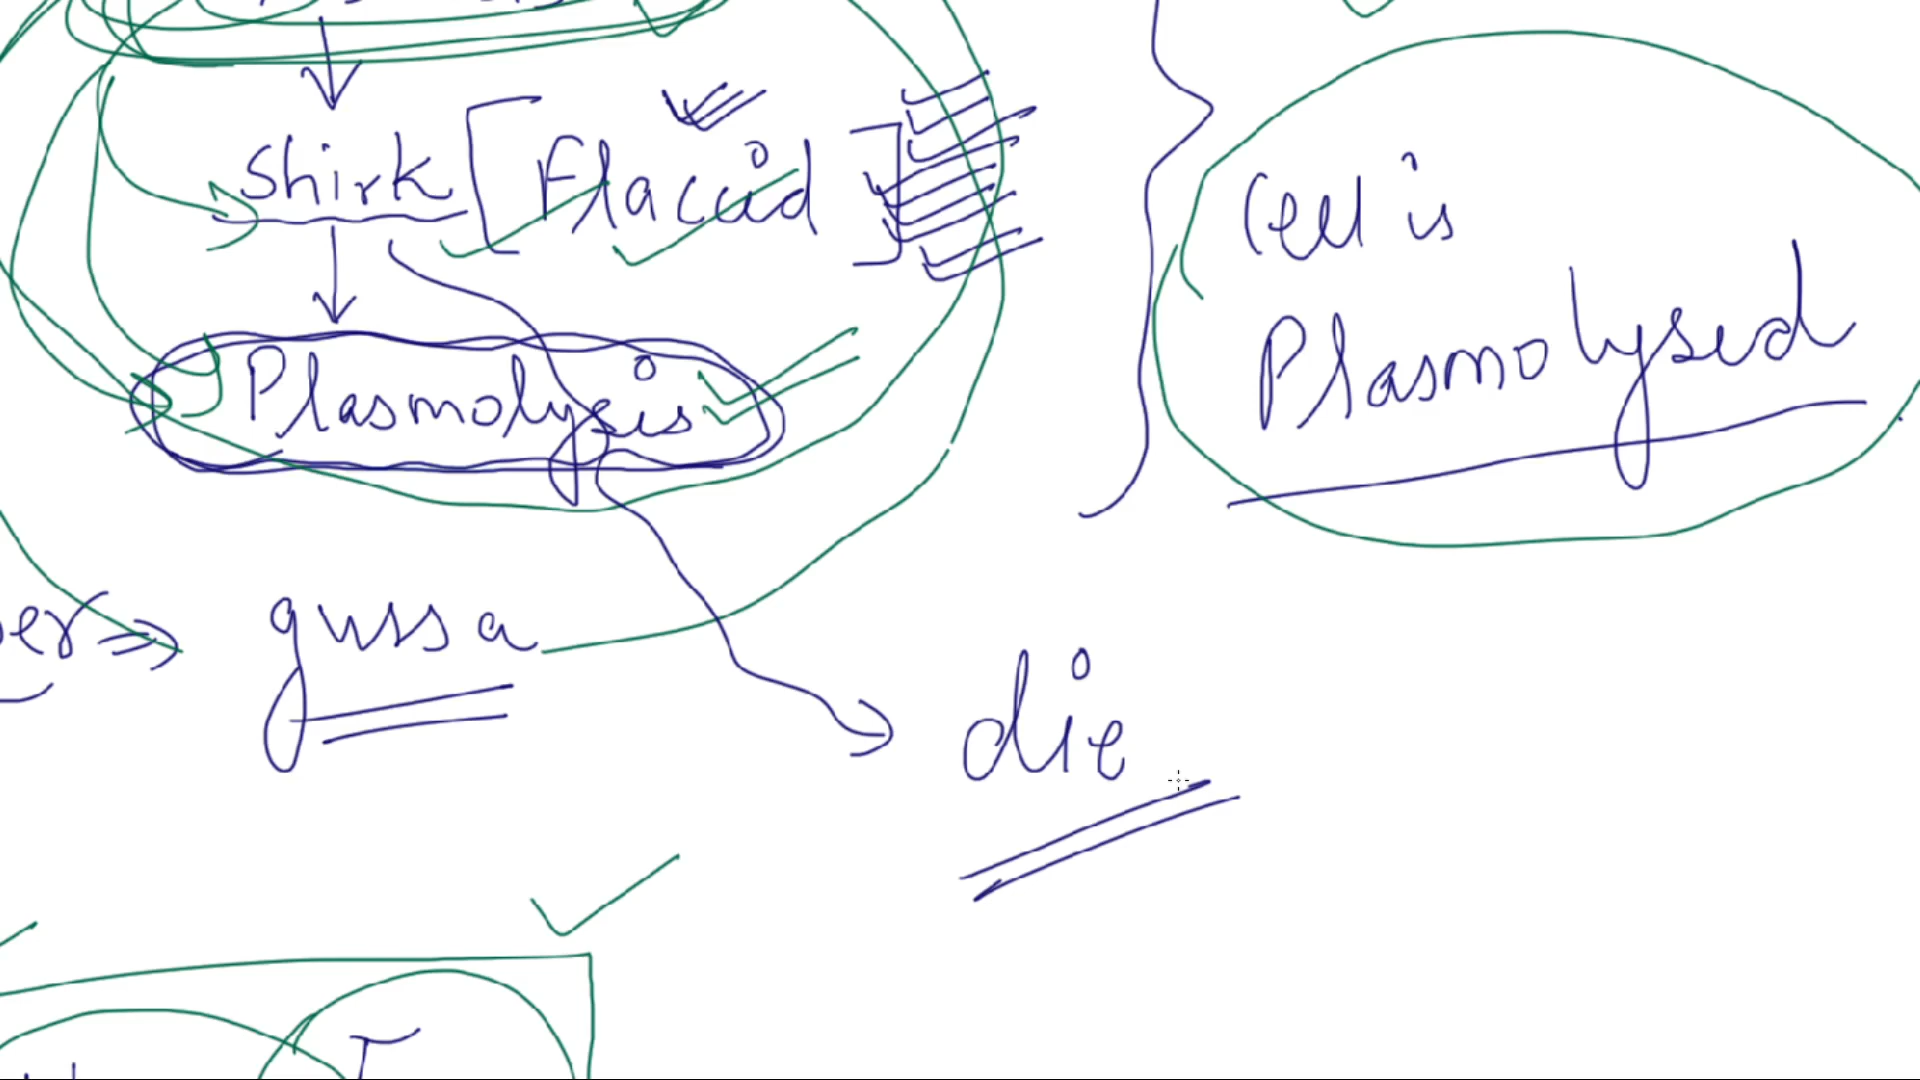 Shirk [Flaccid]
Plasmolysis
Cell is
Plasmolysed
er ⇒ gussa
die